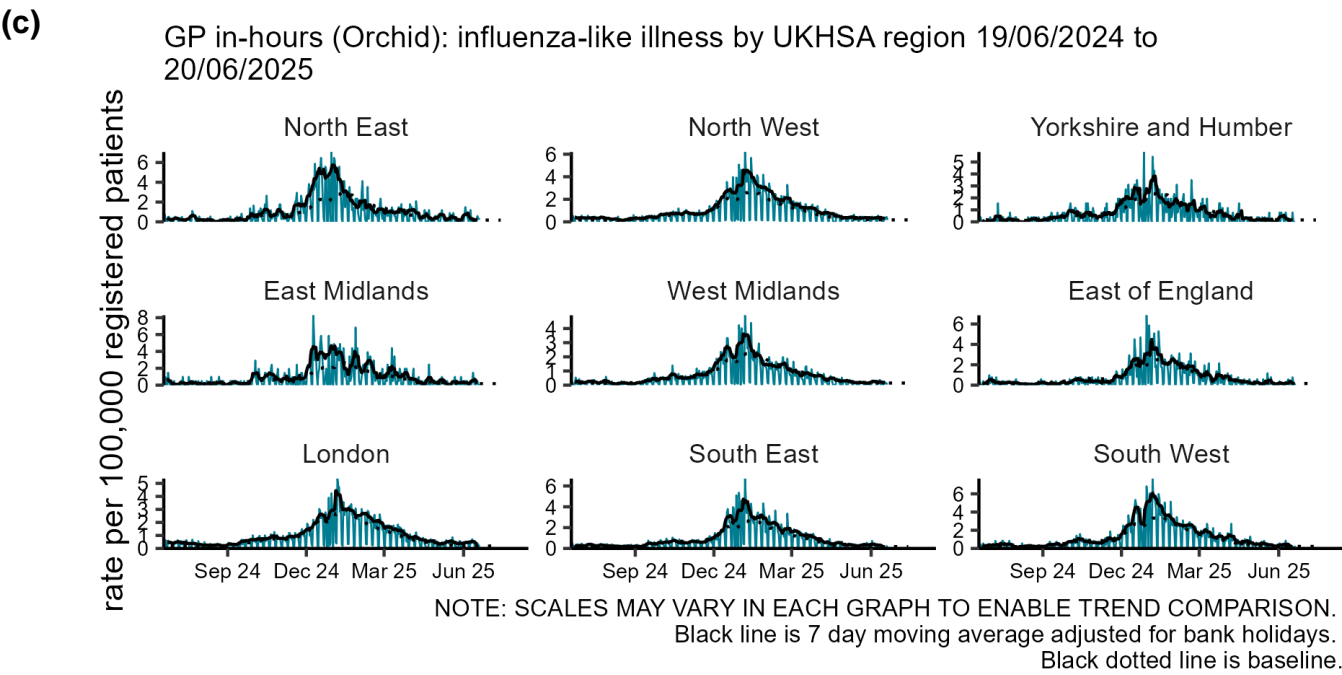 (c)
GP in-hours (Orchid): influenza-like illness by UKHSA region 19/06/2024 to
20/06/2025
rate per 100,000 registered patients
North East
6
4
2
0
North West
6
4
2
0
Yorkshire and Humber
5
4
3
2
1
0
East Midlands
8
6
4
2
0
West Midlands
4
3
2
1
0
East of England
6
4
2
0
London
5
4
3
2
1
0
Sep 24 Dec 24 Mar 25 Jun 25
South East
6
4
2
0
Sep 24 Dec 24 Mar 25 Jun 25
South West
6
4
2
0
Sep 24 Dec 24 Mar 25 Jun 25
NOTE: SCALES MAY VARY IN EACH GRAPH TO ENABLE TREND COMPARISON.
Black line is 7 day moving average adjusted for bank holidays.
Black dotted line is baseline.